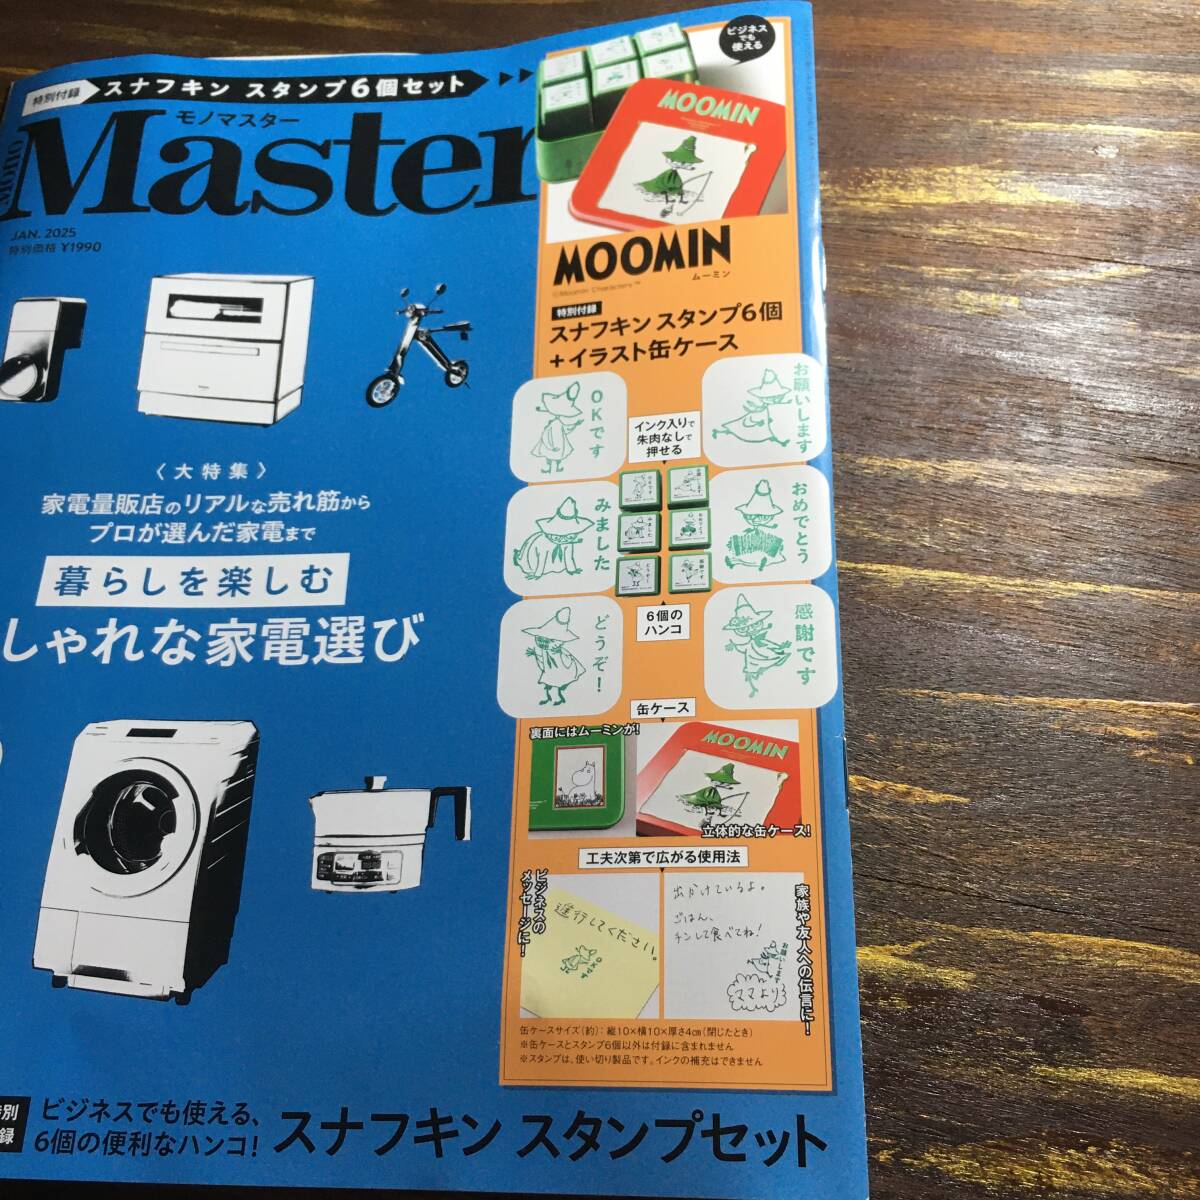 特別付録
スナフキン スタンプ6個セット
ビジネス
でも
使える
MONO
モノマスター
Master
JAN. 2025
特別価格 ¥1990
MOOMIN
MOOMIN
ムーミン
©Moomin Characters™
特別付録
スナフキン スタンプ6個
+イラスト缶ケース
OKです
お願いします
インク入りで
朱肉なしで
押せる
みました
おめでとう
どうぞ!
感謝です
6個の
ハンコ
〈大特集〉
家電量販店のリアルな売れ筋から
プロが選んだ家電まで
暮らしを楽しむ
しゃれな家電選び
缶ケース
裏面にはムーミンが!
MOOMIN
立体的な缶ケース!
工夫次第で広がる使用法
ビジネスの
メッセージに!
進行してください。
OKです
出かけているよ。
ごはん、
チンして食べてね!
お願いします
ママより
家族や友人への伝言に!
缶ケースサイズ(約):縦10×横10×厚さ4cm(閉じたとき)
※缶ケースとスタンプ6個以外は付録に含まれません
※スタンプは、使い切り製品です。インクの補充はできません
別
録
ビジネスでも使える、
6個の便利なハンコ!
スナフキン スタンプセット